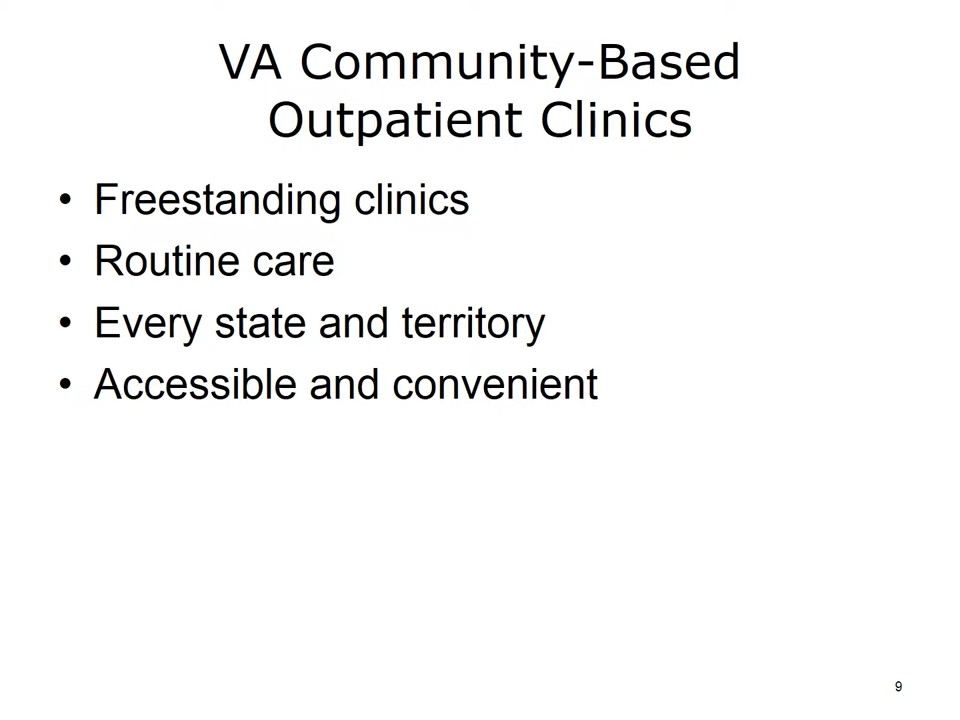 VA Community-Based
Outpatient Clinics
• Freestanding clinics
• Routine care
• Every state and territory
• Accessible and convenient
9